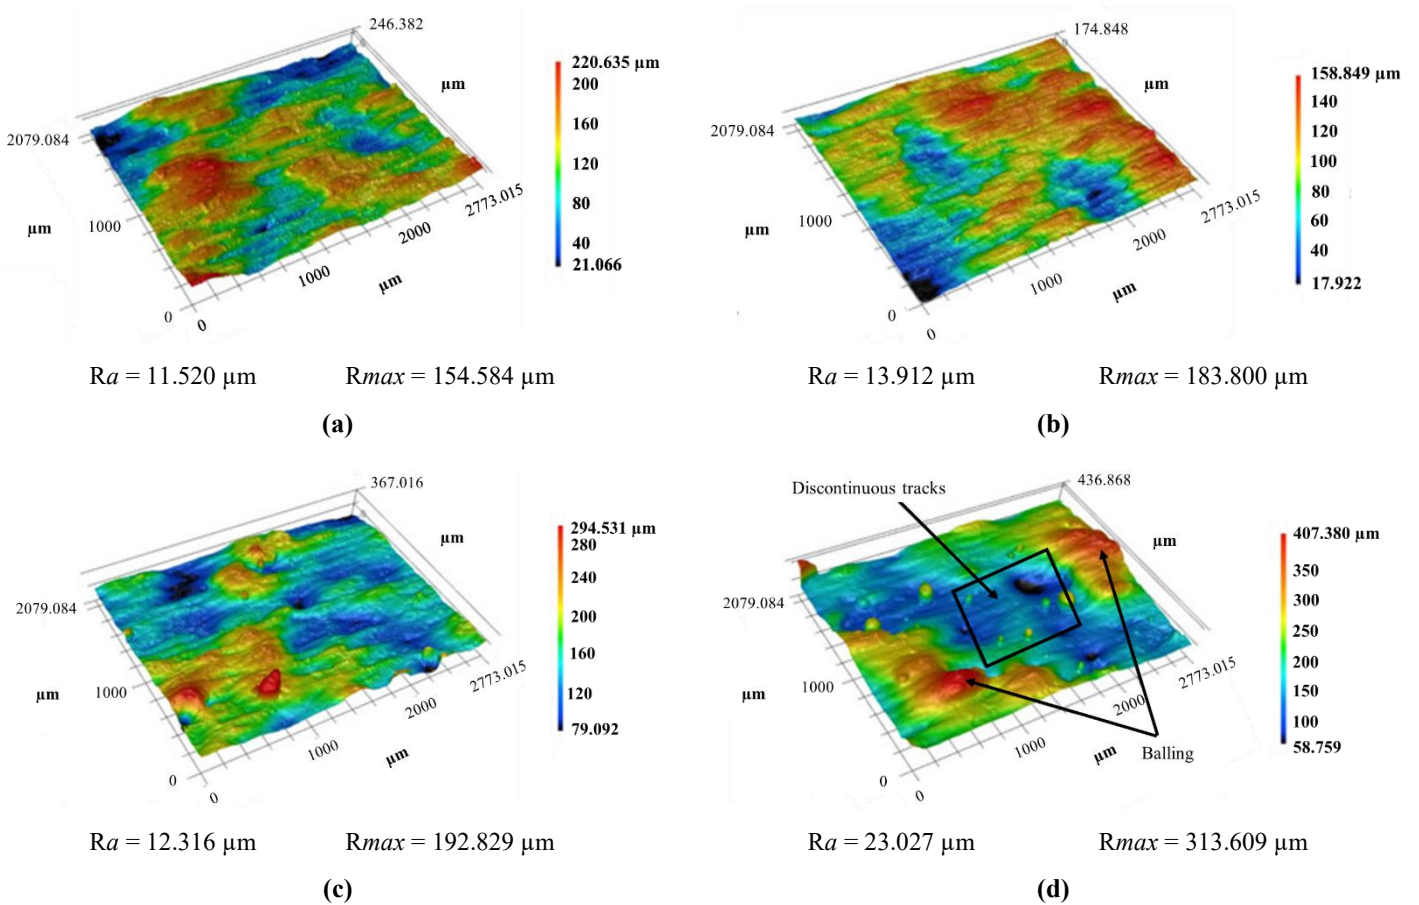 246.382
220.635 µm
200
160
120
80
40
21.066
µm
2079.084
1000
µm
0
0
1000
2000
2773.015
µm
Ra = 11.520 µm Rmax = 154.584 µm
(a)
174.848
158.849 µm
140
120
100
80
60
40
17.922
µm
2079.084
1000
µm
0
0
1000
2000
2773.015
µm
Ra = 13.912 µm Rmax = 183.800 µm
(b)
367.016
294.531 µm
280
240
200
160
120
79.092
µm
2079.084
1000
µm
0
0
1000
2000
2773.015
µm
Ra = 12.316 µm Rmax = 192.829 µm
(c)
Discontinuous tracks
436.868
407.380 µm
350
300
250
200
150
100
58.759
µm
2079.084
1000
µm
0
0
1000
2000
2773.015
µm
Balling
Ra = 23.027 µm Rmax = 313.609 µm
(d)